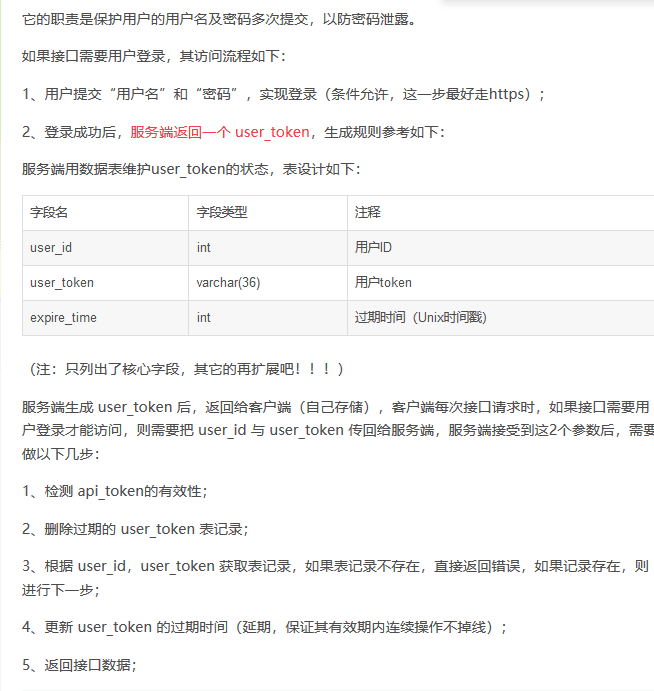 它的职责是保护用户的用户名及密码多次提交，以防密码泄露。
如果接口需要用户登录，其访问流程如下：
1、用户提交“用户名”和“密码”，实现登录（条件允许，这一步最好走https）；
2、登录成功后，服务端返回一个 user_token，生成规则参考如下：
服务端用数据表维护user_token的状态，表设计如下：
字段名 字段类型 注释
user_id int 用户ID
user_token varchar(36) 用户token
expire_time int 过期时间（Unix时间戳）
（注：只列出了核心字段，其它的再扩展吧！！！）
服务端生成 user_token 后，返回给客户端（自己存储），客户端每次接口请求时，如果接口需要用
户登录才能访问，则需要把 user_id 与 user_token 传回给服务端，服务端接受到这2个参数后，需要
做以下几步：
1、检测 api_token的有效性；
2、删除过期的 user_token 表记录；
3、根据 user_id，user_token 获取表记录，如果表记录不存在，直接返回错误，如果记录存在，则
进行下一步；
4、更新 user_token 的过期时间（延期，保证其有效期内连续操作不掉线）；
5、返回接口数据；